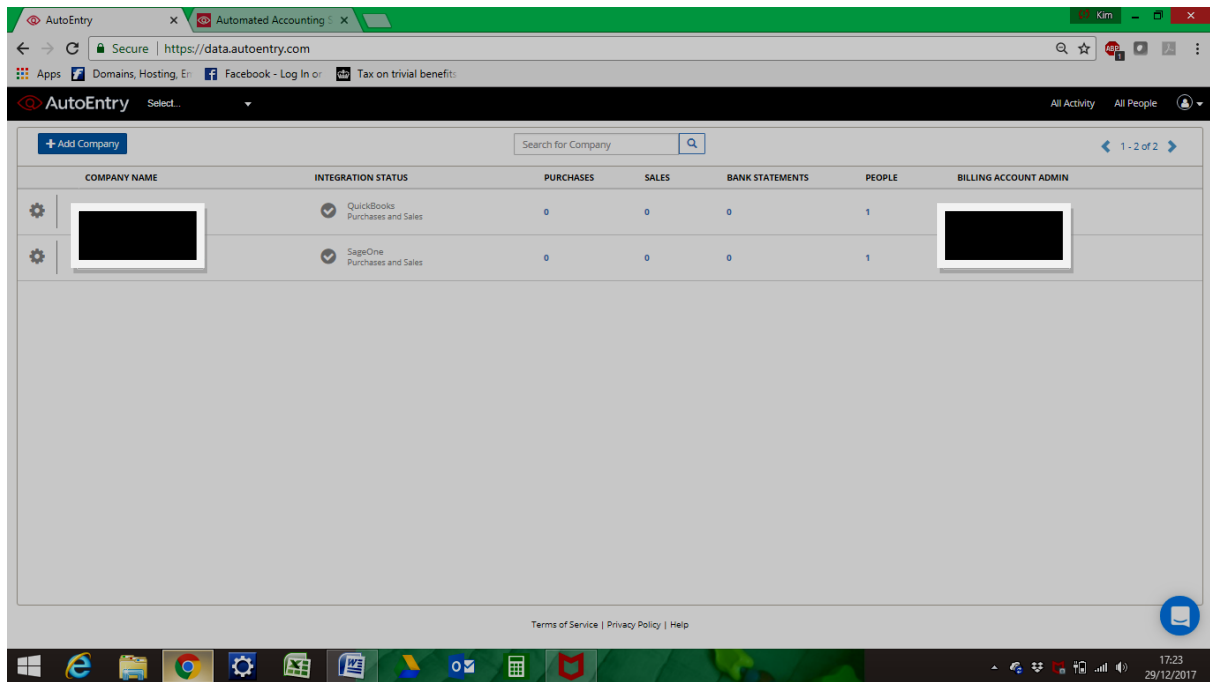 AutoEntry
Automated Accounting S
Kim
Secure | https://data.autoentry.com
ABP
1
Apps
Domains, Hosting, En
Facebook - Log In or
Tax on trivial benefits
AutoEntry
Select...
All Activity
All People
+ Add Company
Search for Company
1 - 2 of 2
COMPANY NAME
INTEGRATION STATUS
PURCHASES
SALES
BANK STATEMENTS
PEOPLE
BILLING ACCOUNT ADMIN
QuickBooks
Purchases and Sales
0
0
0
1
SageOne
Purchases and Sales
0
0
0
1
Terms of Service | Privacy Policy | Help
17:23
29/12/2017